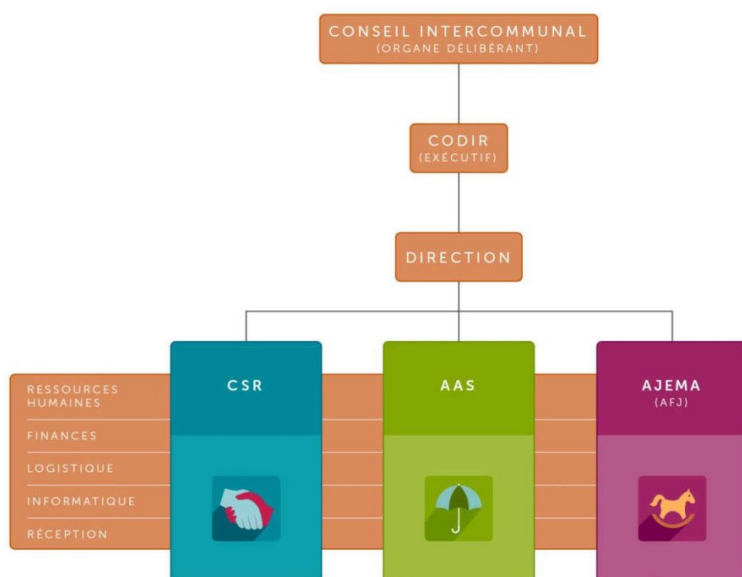 CONSEIL INTERCOMMUNAL
(ORGANE DÉLIBÉRANT)
CODIR
(EXÉCUTIF)
DIRECTION
CSR
AAS
AJEMA
(AFJ)
RESSOURCES
HUMAINES
FINANCES
LOGISTIQUE
INFORMATIQUE
RÉCEPTION